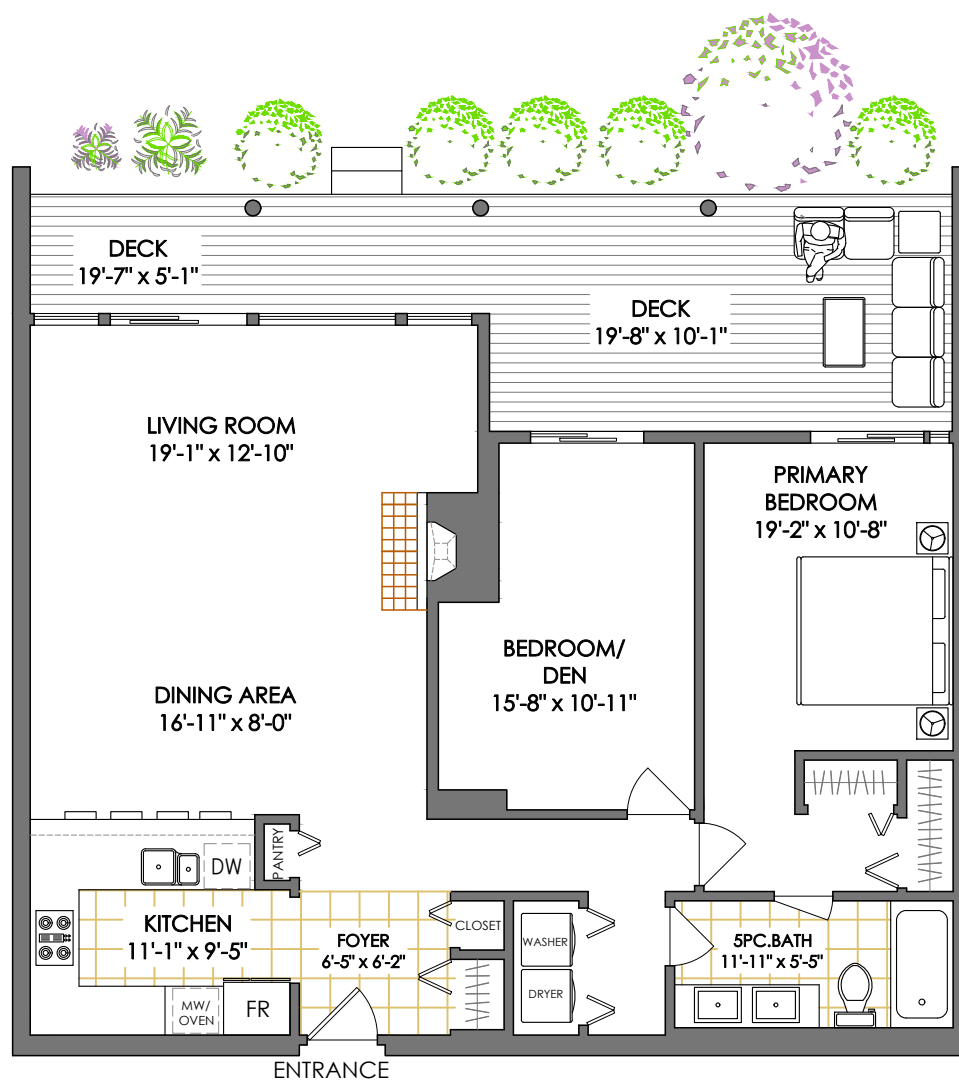 DECK
19'-7" x 5'-1"
DECK
19'-8" x 10'-1"
LIVING ROOM
19'-1" x 12'-10"
PRIMARY
BEDROOM
19'-2" x 10'-8"
BEDROOM/
DEN
15'-8" x 10'-11"
DINING AREA
16'-11" x 8'-0"
PANTRY
DW
KITCHEN
11'-1" x 9'-5"
FOYER
6'-5" x 6'-2"
CLOSET
WASHER
DRYER
5PC.BATH
11'-11" x 5'-5"
MW/
OVEN
FR
ENTRANCE